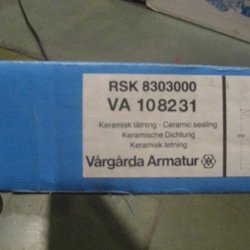 RSK 8303000
VA 108231
Keramisk tätning - Ceramic sealing
Keramische Dichtung
Keramisk tetning
Vårgårda Armatur